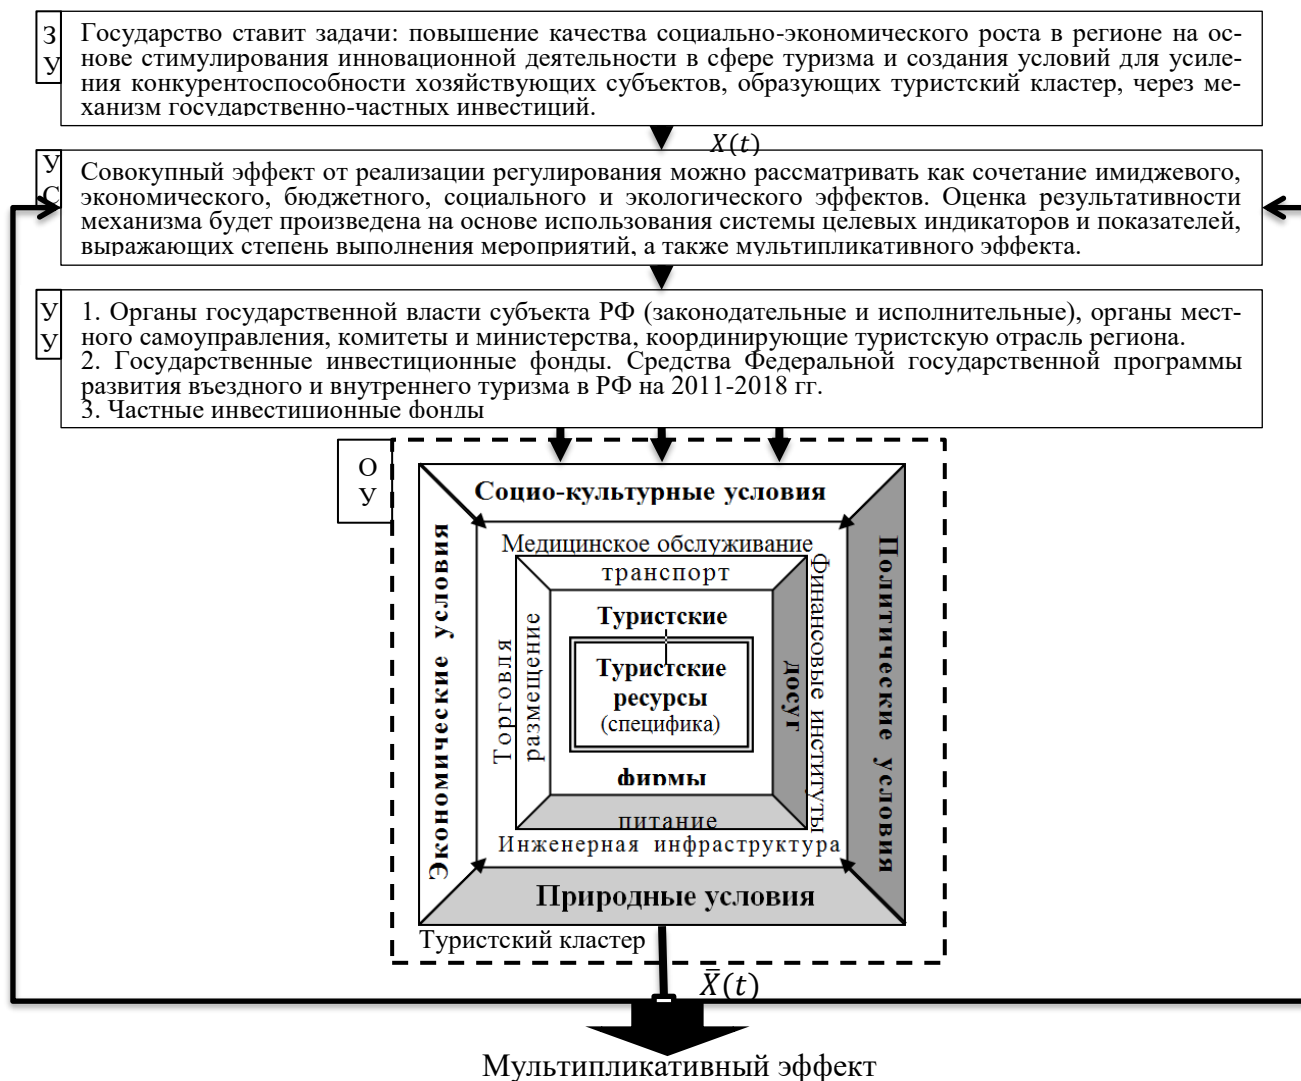 З
У
Государство ставит задачи: повышение качества социально-экономического роста в регионе на ос-
нове стимулирования инновационной деятельности в сфере туризма и создания условий для усиле-
ния конкурентоспособности хозяйствующих субъектов, образующих туристский кластер, через ме-
ханизм государственно-частных инвестиций.
X(t)
У
С
Совокупный эффект от реализации регулирования можно рассматривать как сочетание имиджевого,
экономического, бюджетного, социального и экологического эффектов. Оценка результативности
механизма будет произведена на основе использования системы целевых индикаторов и показателей,
выражающих степень выполнения мероприятий, а также мультипликативного эффекта.
У
У
1. Органы государственной власти субъекта РФ (законодательные и исполнительные), органы мест-
ного самоуправления, комитеты и министерства, координирующие туристскую отрасль региона.
2. Государственные инвестиционные фонды. Средства Федеральной государственной программы
развития въездного и внутреннего туризма в РФ на 2011-2018 гг.
3. Частные инвестиционные фонды
О
У
Социо-культурные условия
Экономические условия
Политические условия
Медицинское обслуживание
Торговля
Финансовые институты
транспорт
размещение
досуг
Туристские
Туристские
ресурсы
(специфика)
фирмы
питание
Инженерная инфраструктура
Природные условия
Туристский кластер
X̄(t)
Мультипликативный эффект